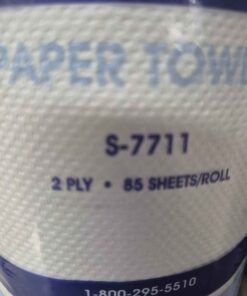 PAPER TOW
S-7711
2 PLY • 85 SHEETS/ROLL
1-800-295-5510